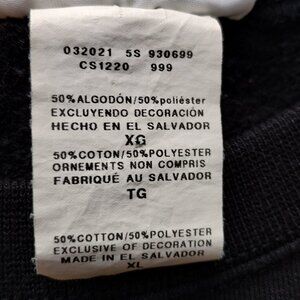 032021 5S 930699
CS1220 999
50%ALGODÓN/50%poliéster
EXCLUYENDO DECORACIÓN
HECHO EN EL SALVADOR
XG
50%COTON/50%POLYESTER
ORNEMENTS NON COMPRIS
FABRIQUÉ AU SALVADOR
TG
50%COTTON/50%POLYESTER
EXCLUSIVE OF DECORATION
MADE IN EL SALVADOR
XL